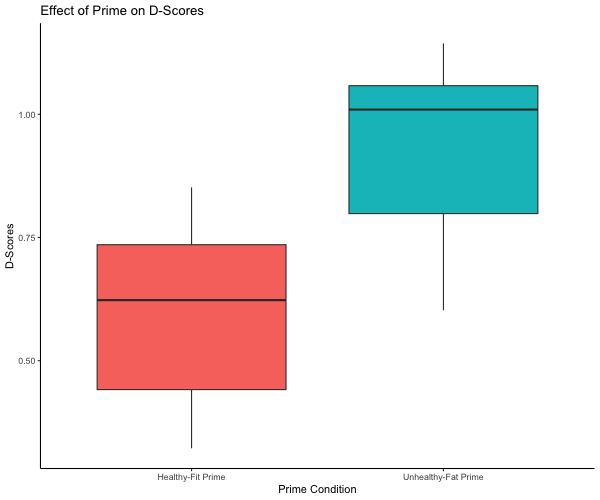 Effect of Prime on D-Scores
D-Scores
1.00
0.75
0.50
Healthy-Fit Prime
Unhealthy-Fat Prime
Prime Condition